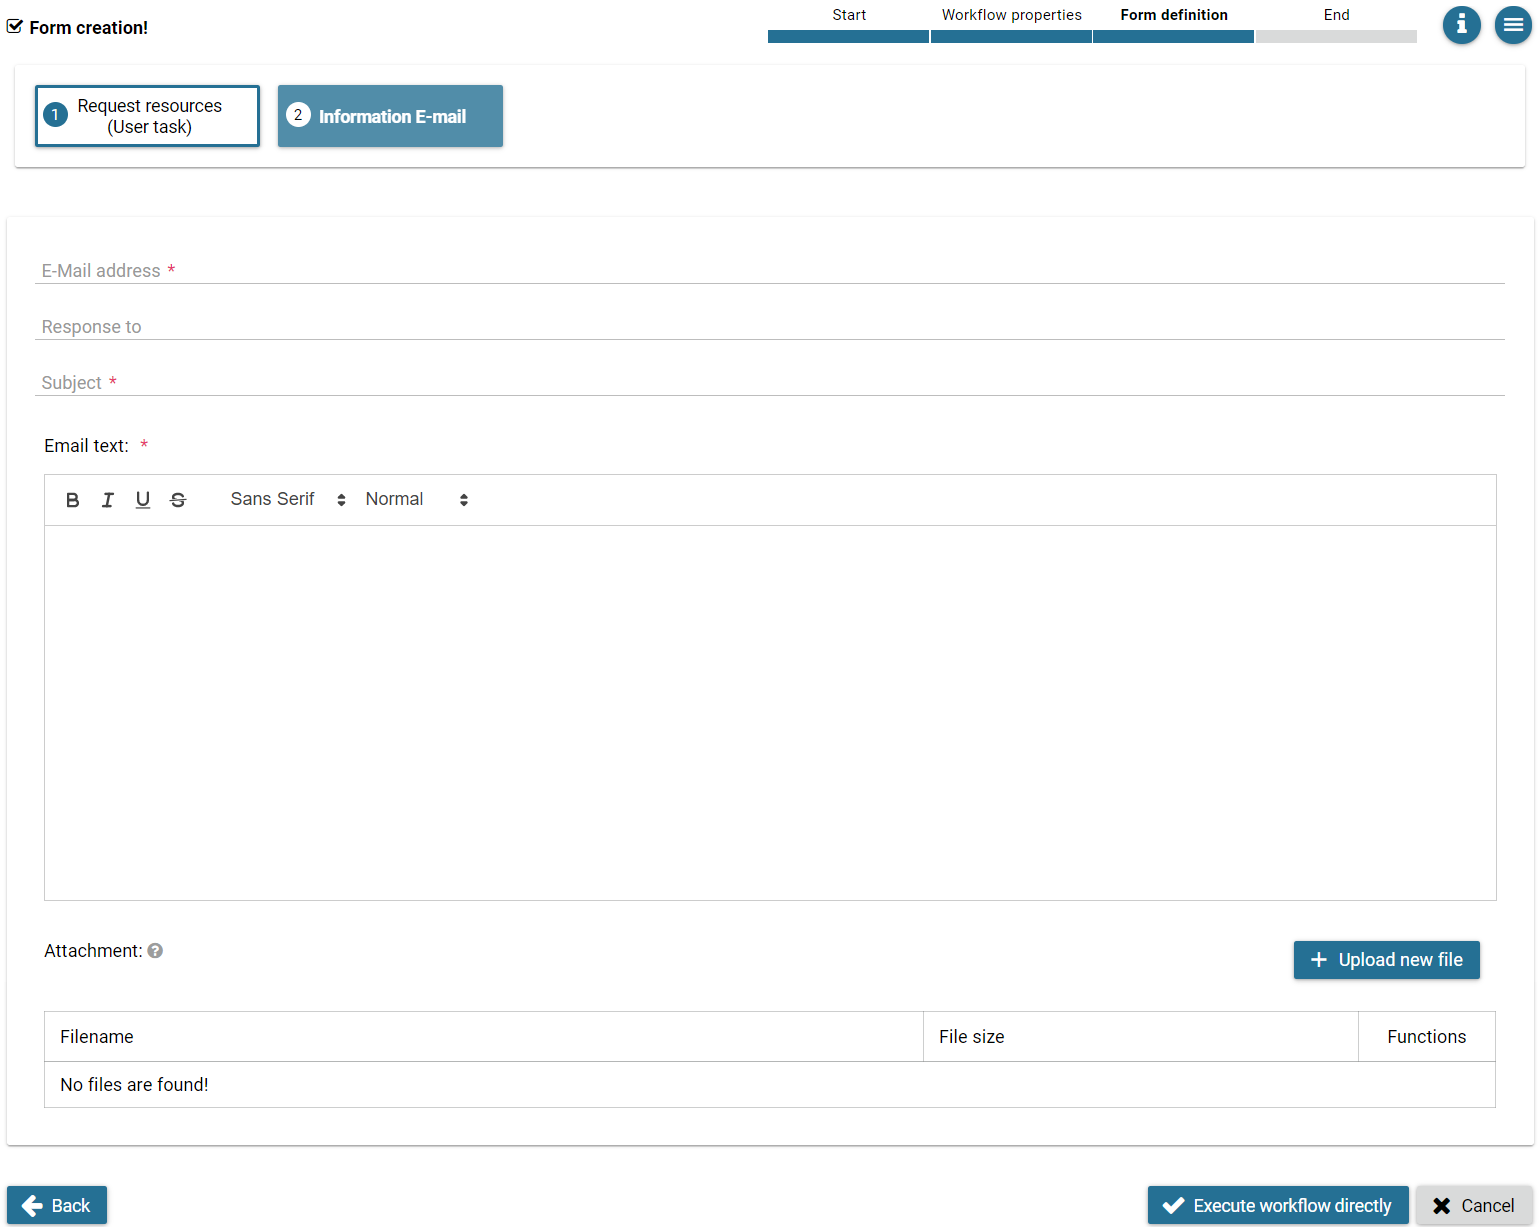 Form creation!
Start
Workflow properties
Form definition
End
1
Request resources
(User task)
2
Information E-mail
E-Mail address *
Response to
Subject *
Email text: *
B I U S Sans Serif Normal
Attachment: ?
+ Upload new file
Filename File size Functions
No files are found!
Back
Execute workflow directly
Cancel